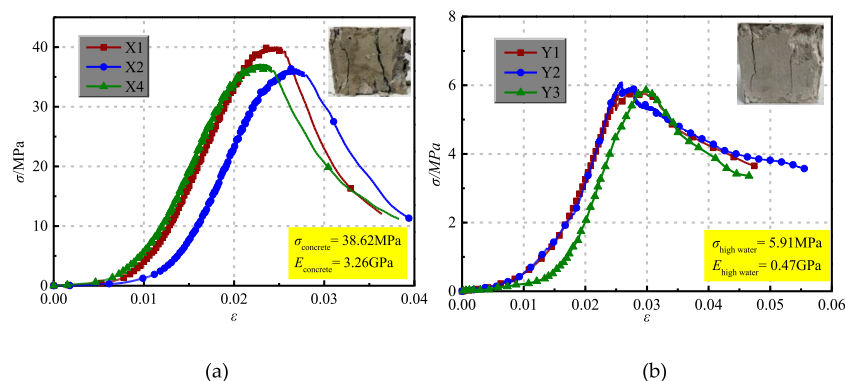 (a)
X1
X2
X4
40
30
20
10
0
σ/MPa
σconcrete = 38.62MPa
Econcrete = 3.26GPa
0.00 0.01 0.02 0.03 0.04
ε
(b)
Y1
Y2
Y3
8
6
4
2
0
σ/MPa
σhigh water = 5.91MPa
Ehigh water = 0.47GPa
0.00 0.01 0.02 0.03 0.04 0.05 0.06
ε
(a) (b)